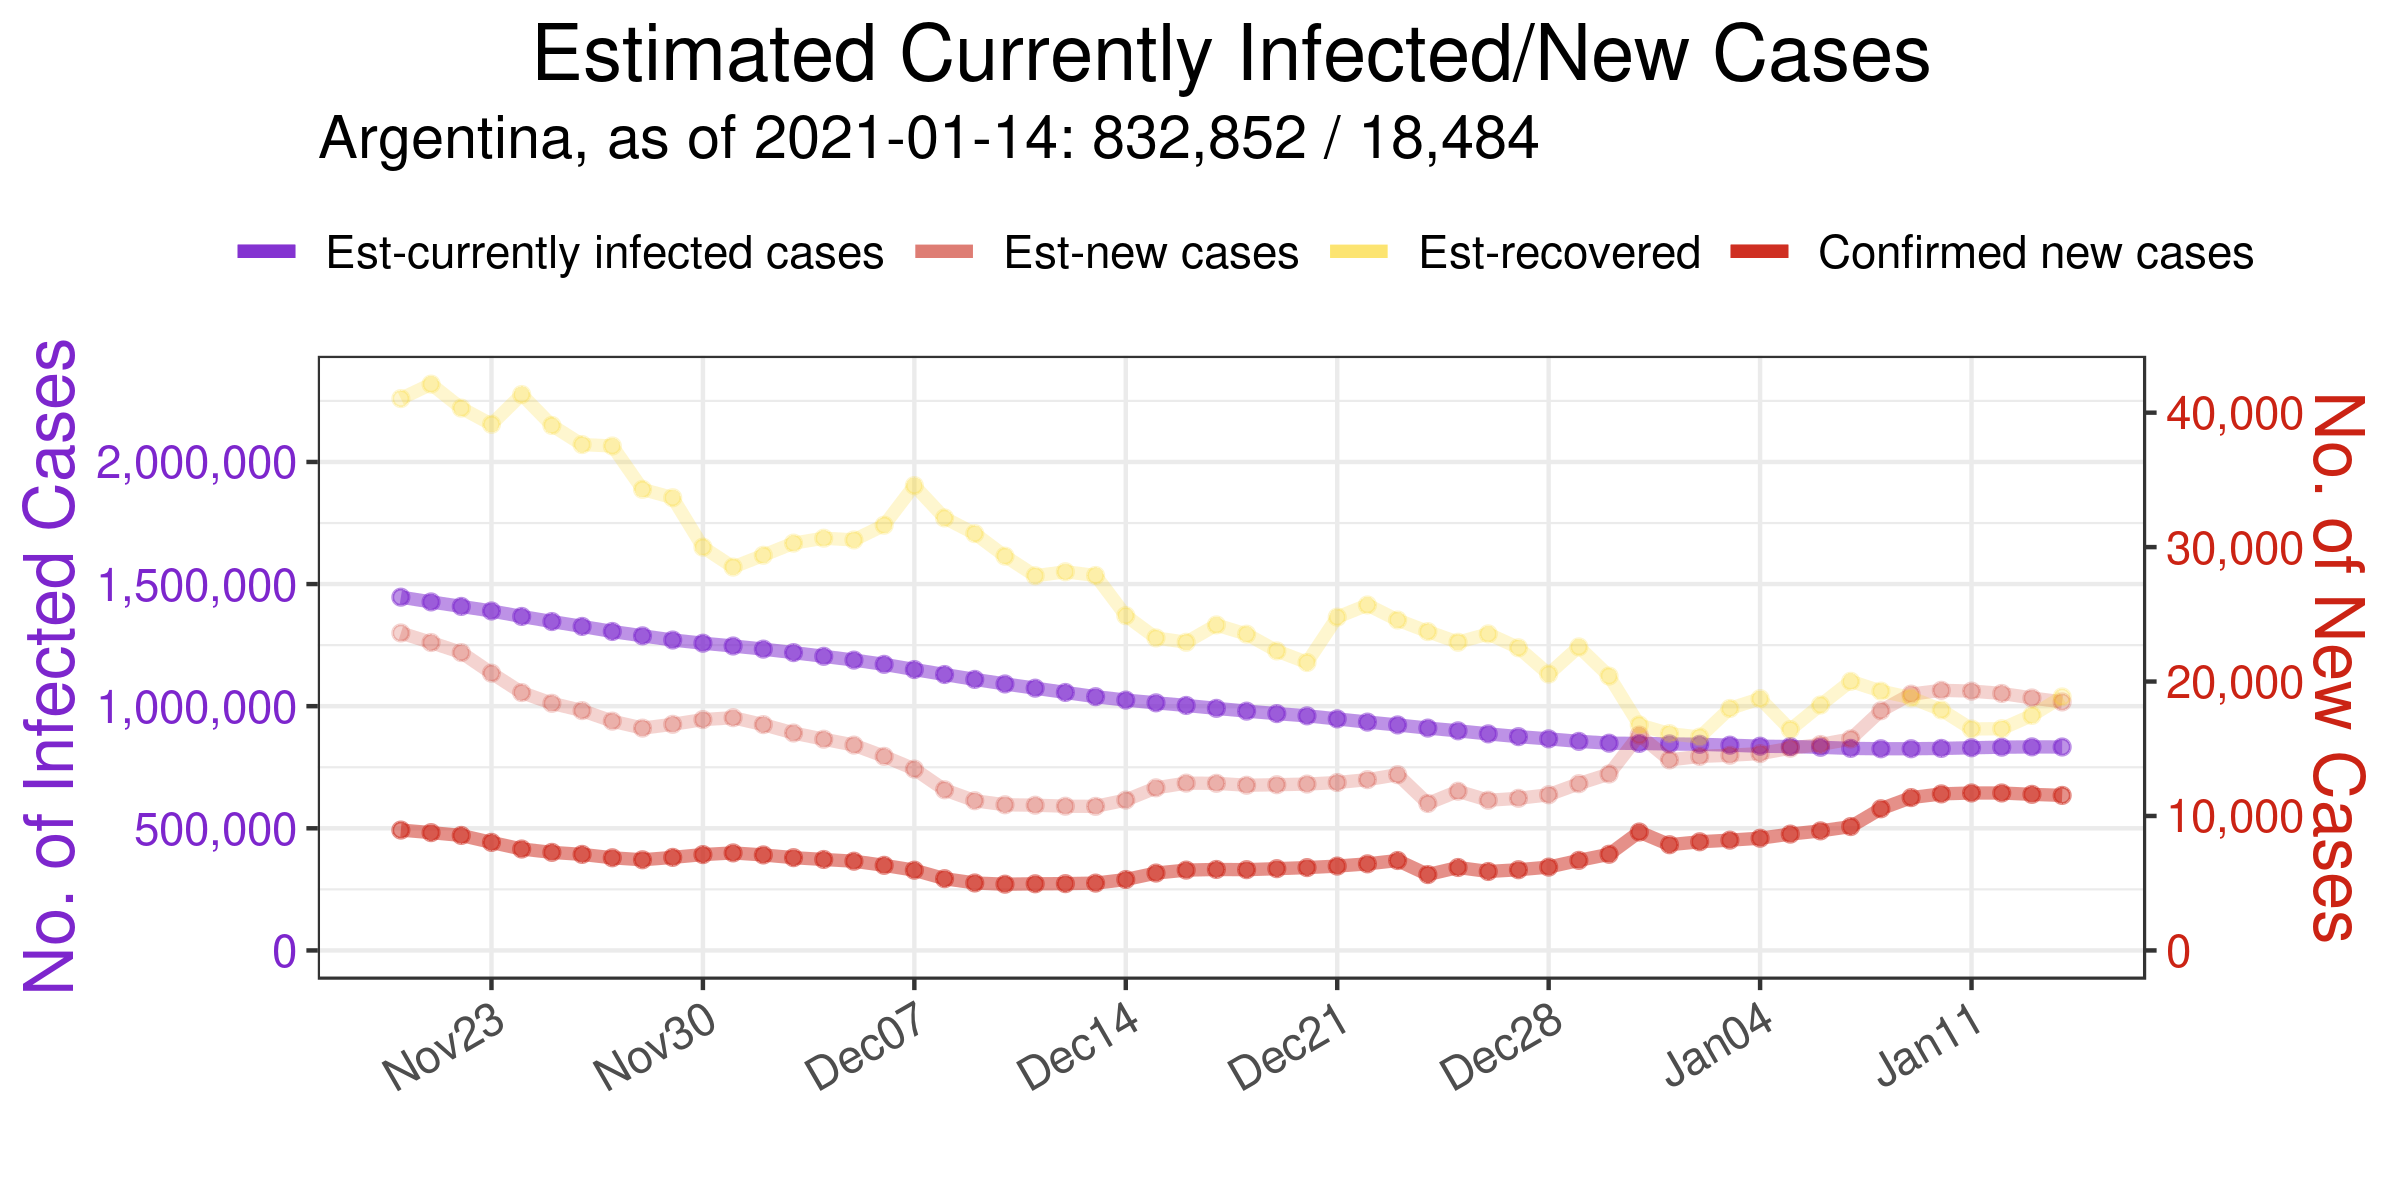 Estimated Currently Infected/New Cases
Argentina, as of 2021-01-14: 832,852 / 18,484
Est-currently infected cases Est-new cases Est-recovered Confirmed new cases
No. of Infected Cases
2,000,000
1,500,000
1,000,000
500,000
0
40,000
30,000
20,000
10,000
0
No. of New Cases
Nov23 Nov30 Dec07 Dec14 Dec21 Dec28 Jan04 Jan11